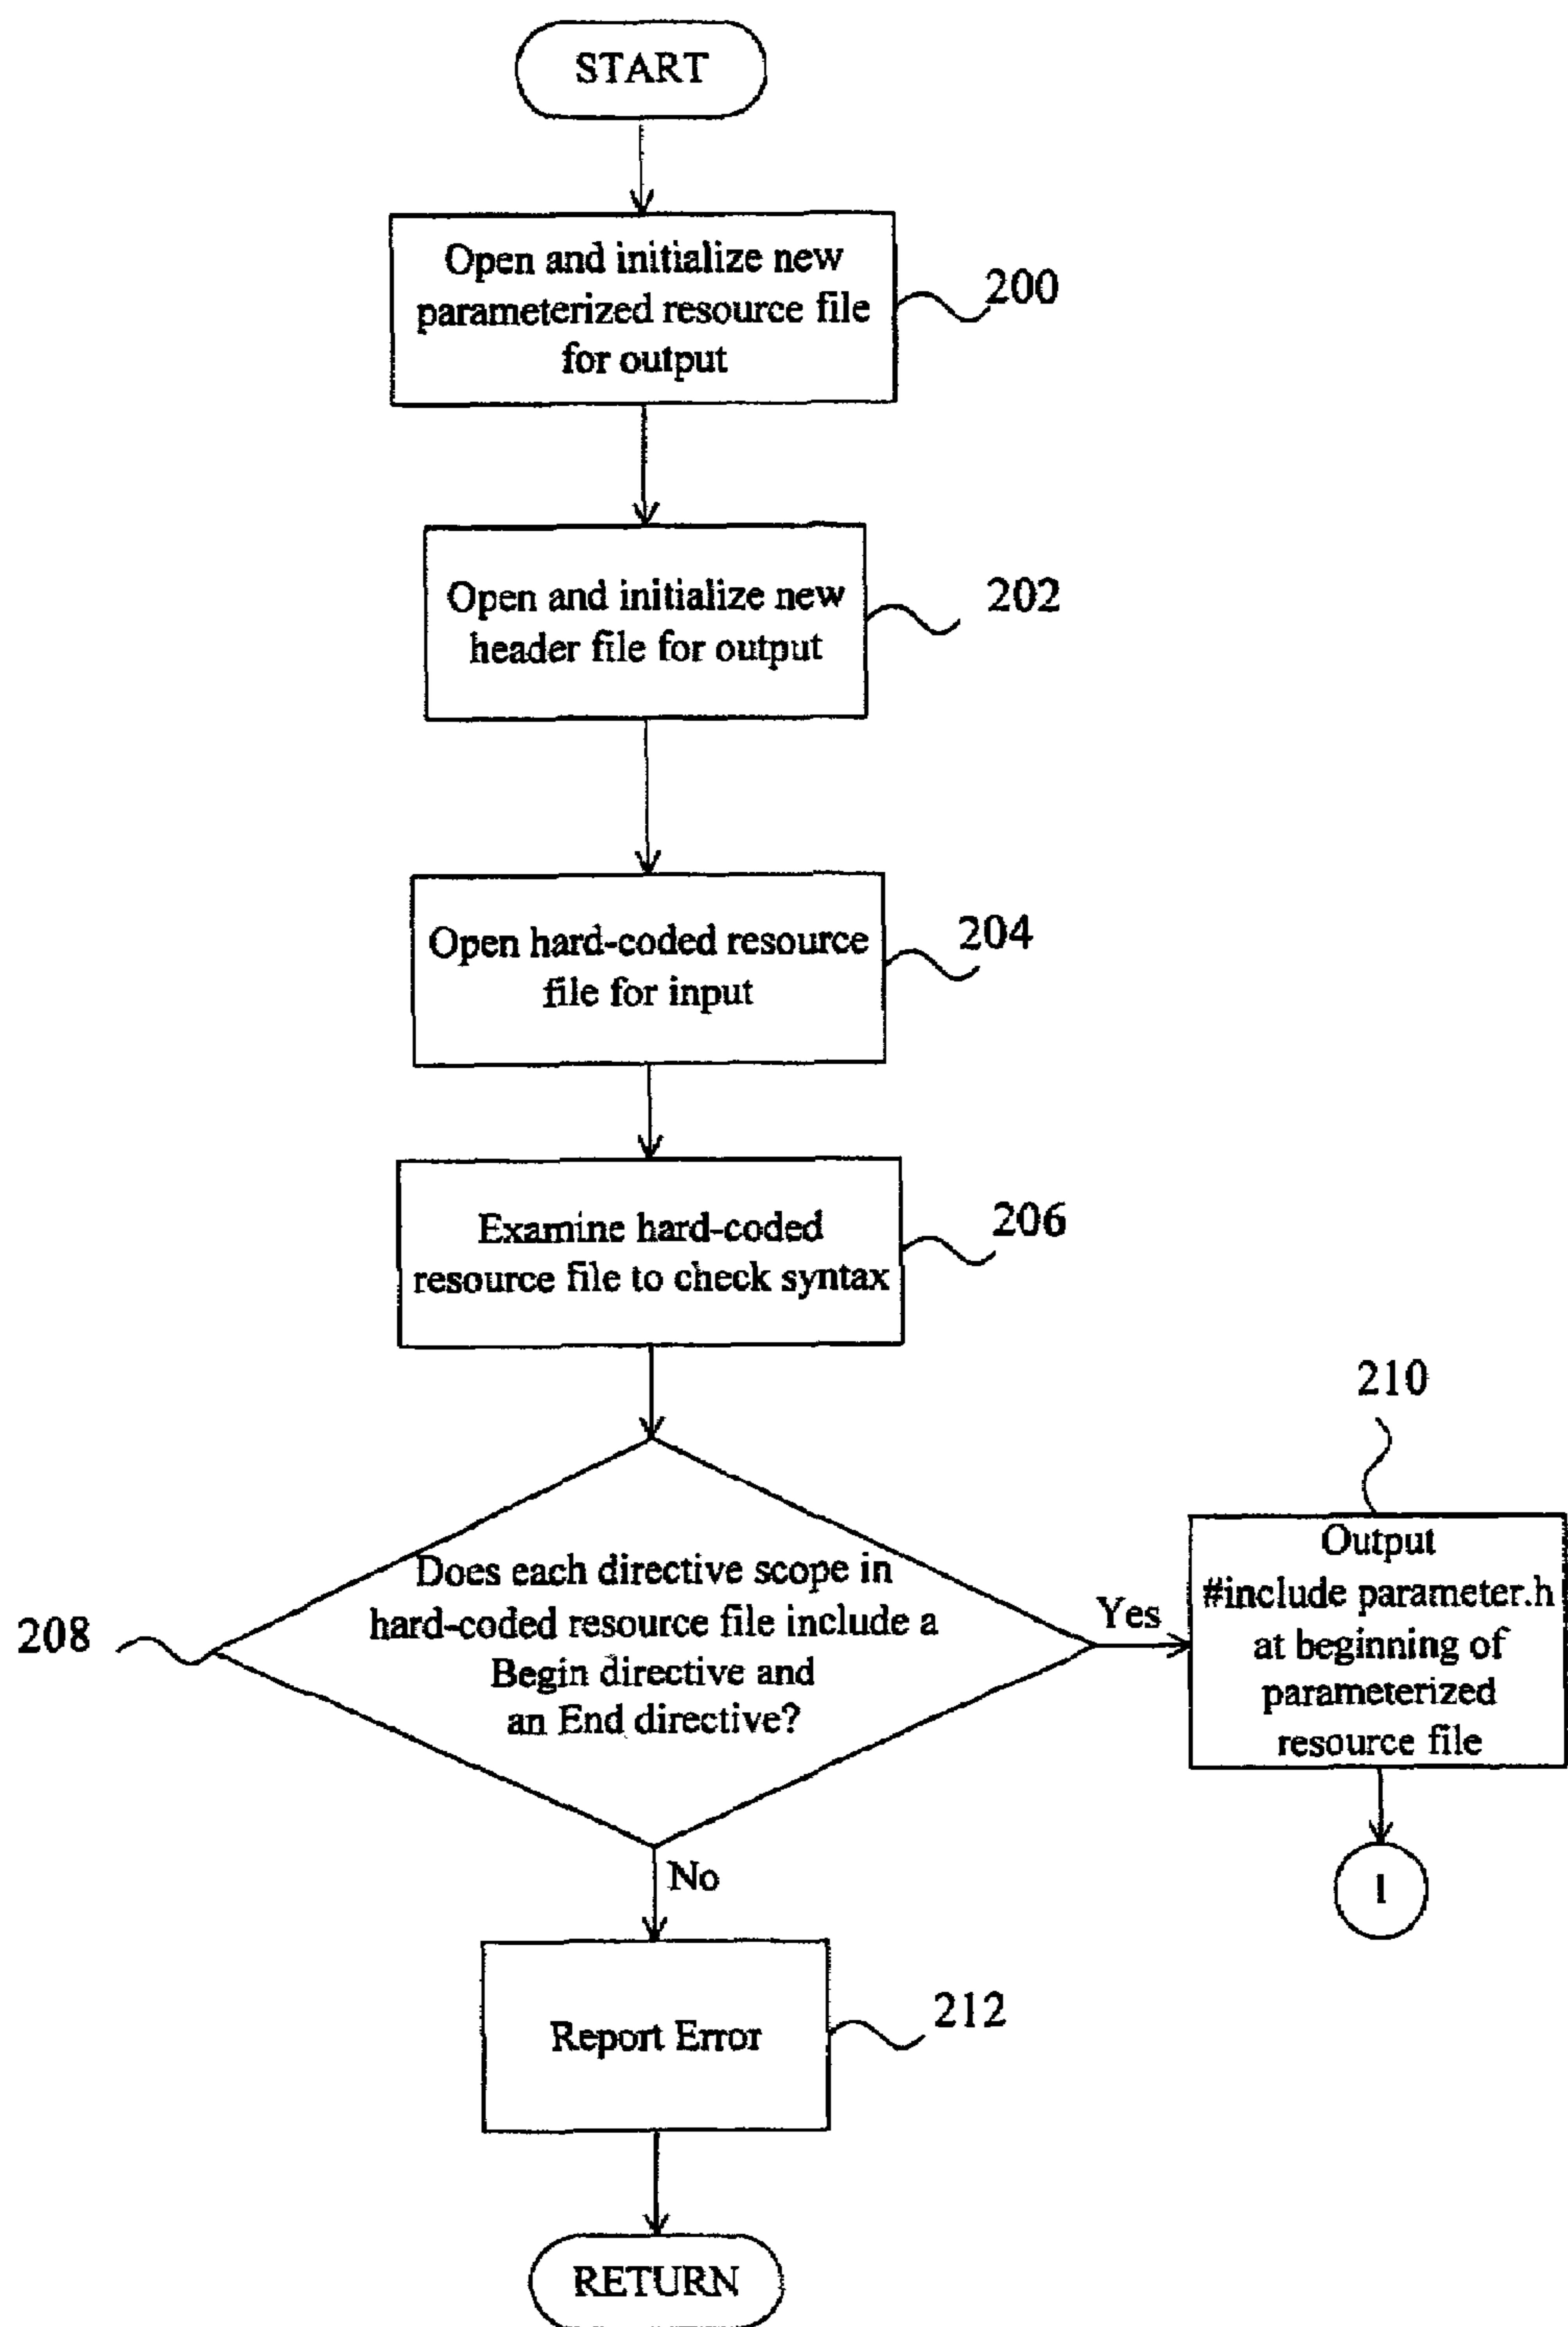 START
Open and initialize new
parameterized resource file
for output
200
Open and initialize new
header file for output
202
Open hard-coded resource
file for input
204
Examine hard-coded
resource file to check syntax
206
Does each directive scope in
hard-coded resource file include a
Begin directive and
an End directive?
208
Yes
210
Output
#include parameter.h
at beginning of
parameterized
resource file
1
No
Report Error
212
RETURN